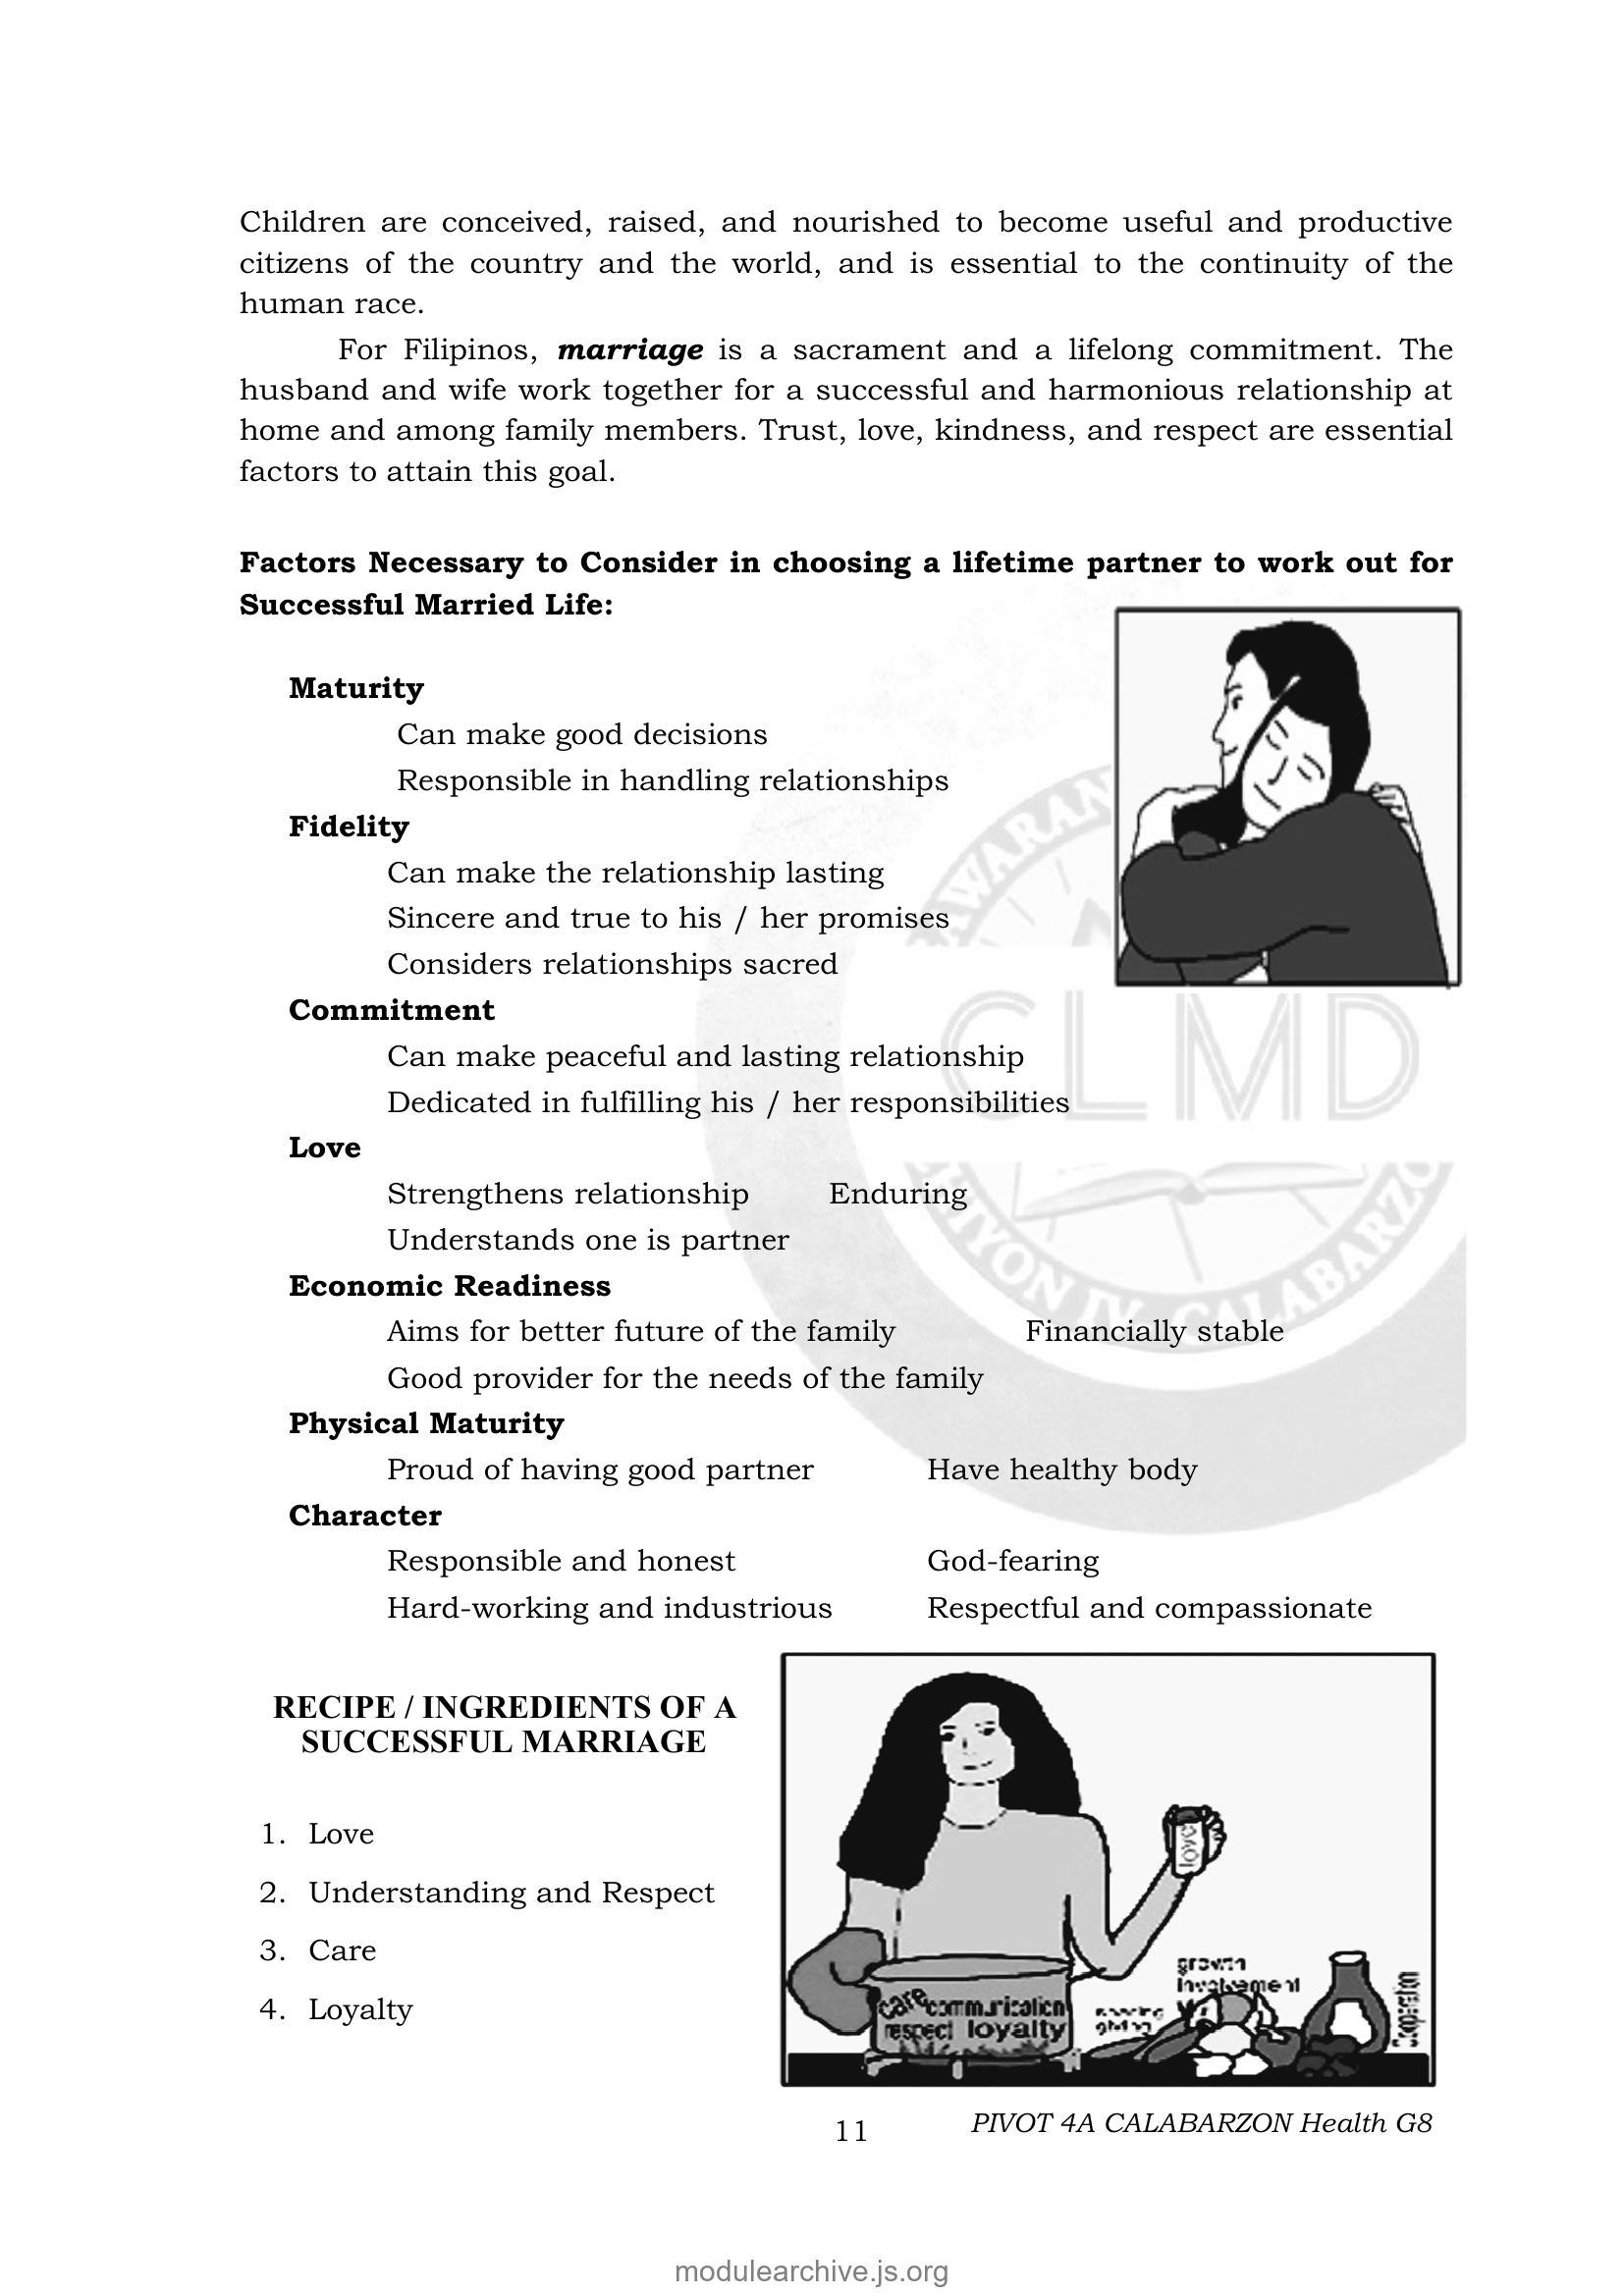 Children are conceived, raised, and nourished to become useful and productive
citizens of the country and the world, and is essential to the continuity of the
human race.
For Filipinos, marriage is a sacrament and a lifelong commitment. The
husband and wife work together for a successful and harmonious relationship at
home and among family members. Trust, love, kindness, and respect are essential
factors to attain this goal.
Factors Necessary to Consider in choosing a lifetime partner to work out for
Successful Married Life:
Maturity
Can make good decisions
Responsible in handling relationships
Fidelity
Can make the relationship lasting
Sincere and true to his / her promises
Considers relationships sacred
Commitment
Can make peaceful and lasting relationship
Dedicated in fulfilling his / her responsibilities
CLMD
Love
Strengthens relationship Enduring
Understands one is partner
Economic Readiness
Aims for better future of the family Financially stable
Good provider for the needs of the family
Physical Maturity
Proud of having good partner Have healthy body
Character
Responsible and honest God-fearing
Hard-working and industrious Respectful and compassionate
RECIPE / INGREDIENTS OF A
SUCCESSFUL MARRIAGE
1. Love
2. Understanding and Respect
3. Care
4. Loyalty
love
growth
involvement
care communication
respect loyalty
giving
Cooperation
11 PIVOT 4A CALABARZON Health G8
modulearchive.js.org